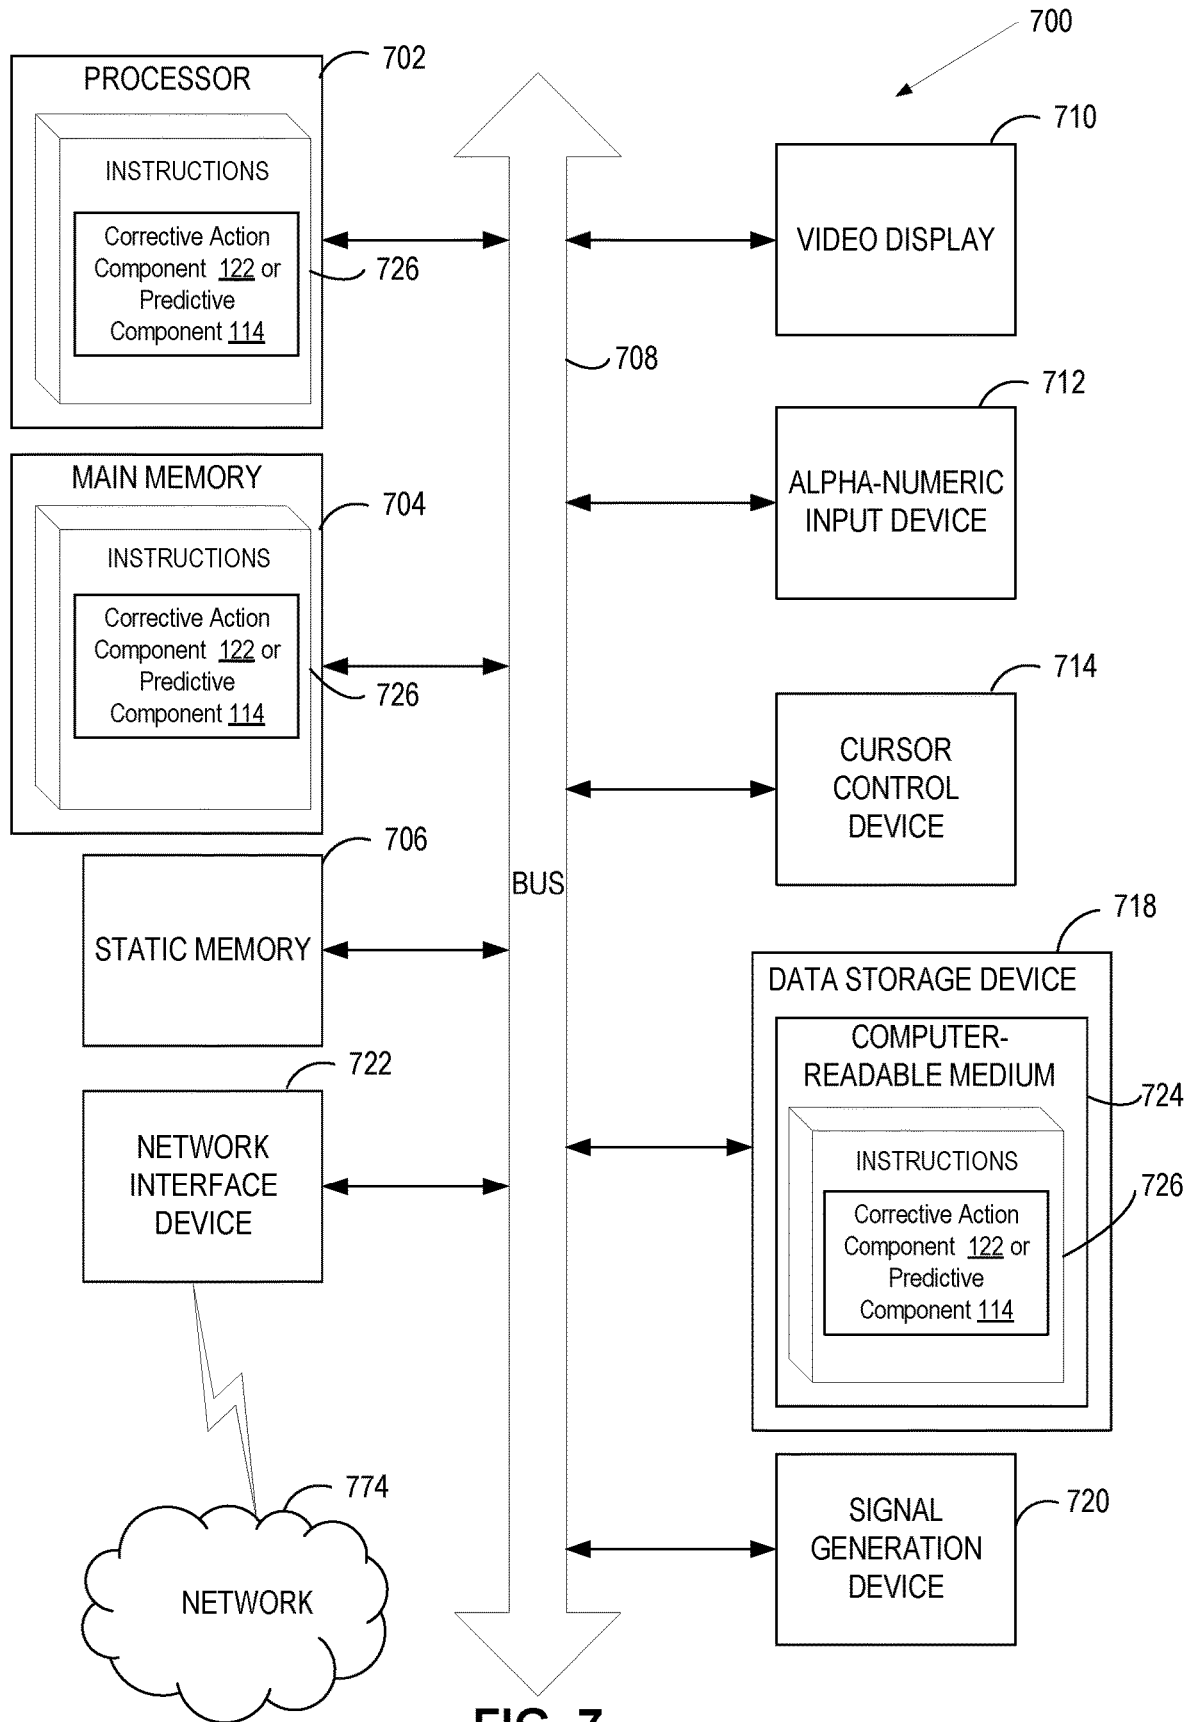 700
702
PROCESSOR
INSTRUCTIONS
Corrective Action
Component 122 or
Predictive
Component 114
726
710
VIDEO DISPLAY
708
712
ALPHA-NUMERIC
INPUT DEVICE
MAIN MEMORY
704
INSTRUCTIONS
Corrective Action
Component 122 or
Predictive
Component 114
726
714
CURSOR
CONTROL
DEVICE
706
STATIC MEMORY
BUS
718
DATA STORAGE DEVICE
COMPUTER-
READABLE MEDIUM
724
INSTRUCTIONS
Corrective Action
Component 122 or
Predictive
Component 114
726
722
NETWORK
INTERFACE
DEVICE
774
NETWORK
720
SIGNAL
GENERATION
DEVICE
FIG. 7